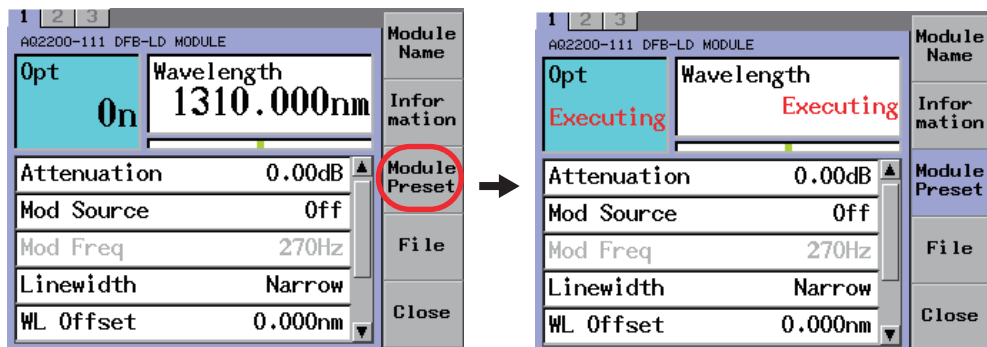 1 2 3
AQ2200-111 DFB-LD MODULE
Opt
On
Wavelength
1310.000nm
Attenuation 0.00dB
Mod Source Off
Mod Freq 270Hz
Linewidth Narrow
WL Offset 0.000nm
Module
Name
Infor
mation
Module
Preset
File
Close
1 2 3
AQ2200-111 DFB-LD MODULE
Opt
Executing
Wavelength
Executing
Attenuation 0.00dB
Mod Source Off
Mod Freq 270Hz
Linewidth Narrow
WL Offset 0.000nm
Module
Name
Infor
mation
Module
Preset
File
Close